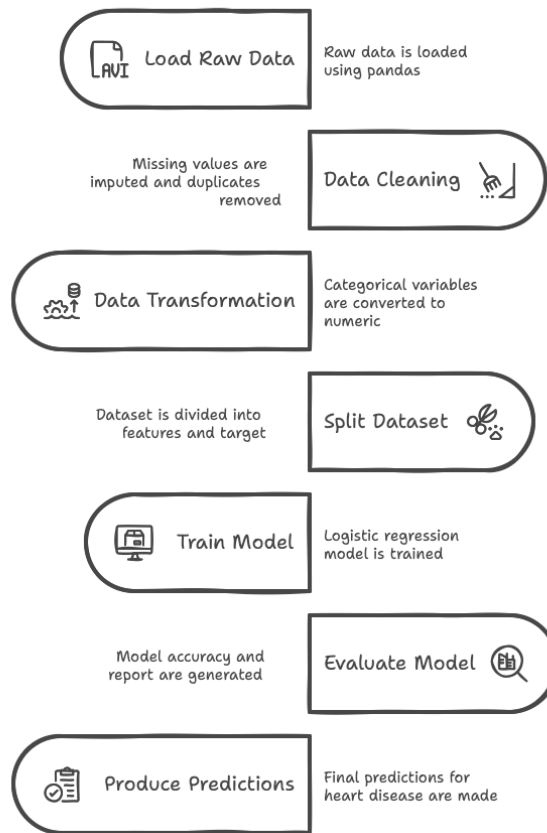 AVI
Load Raw Data
Raw data is loaded
using pandas
Missing values are
imputed and duplicates
removed
Data Cleaning
Data Transformation
Categorical variables
are converted to
numeric
Dataset is divided into
features and target
Split Dataset
Train Model
Logistic regression
model is trained
Model accuracy and
report are generated
Evaluate Model
Produce Predictions
Final predictions for
heart disease are made